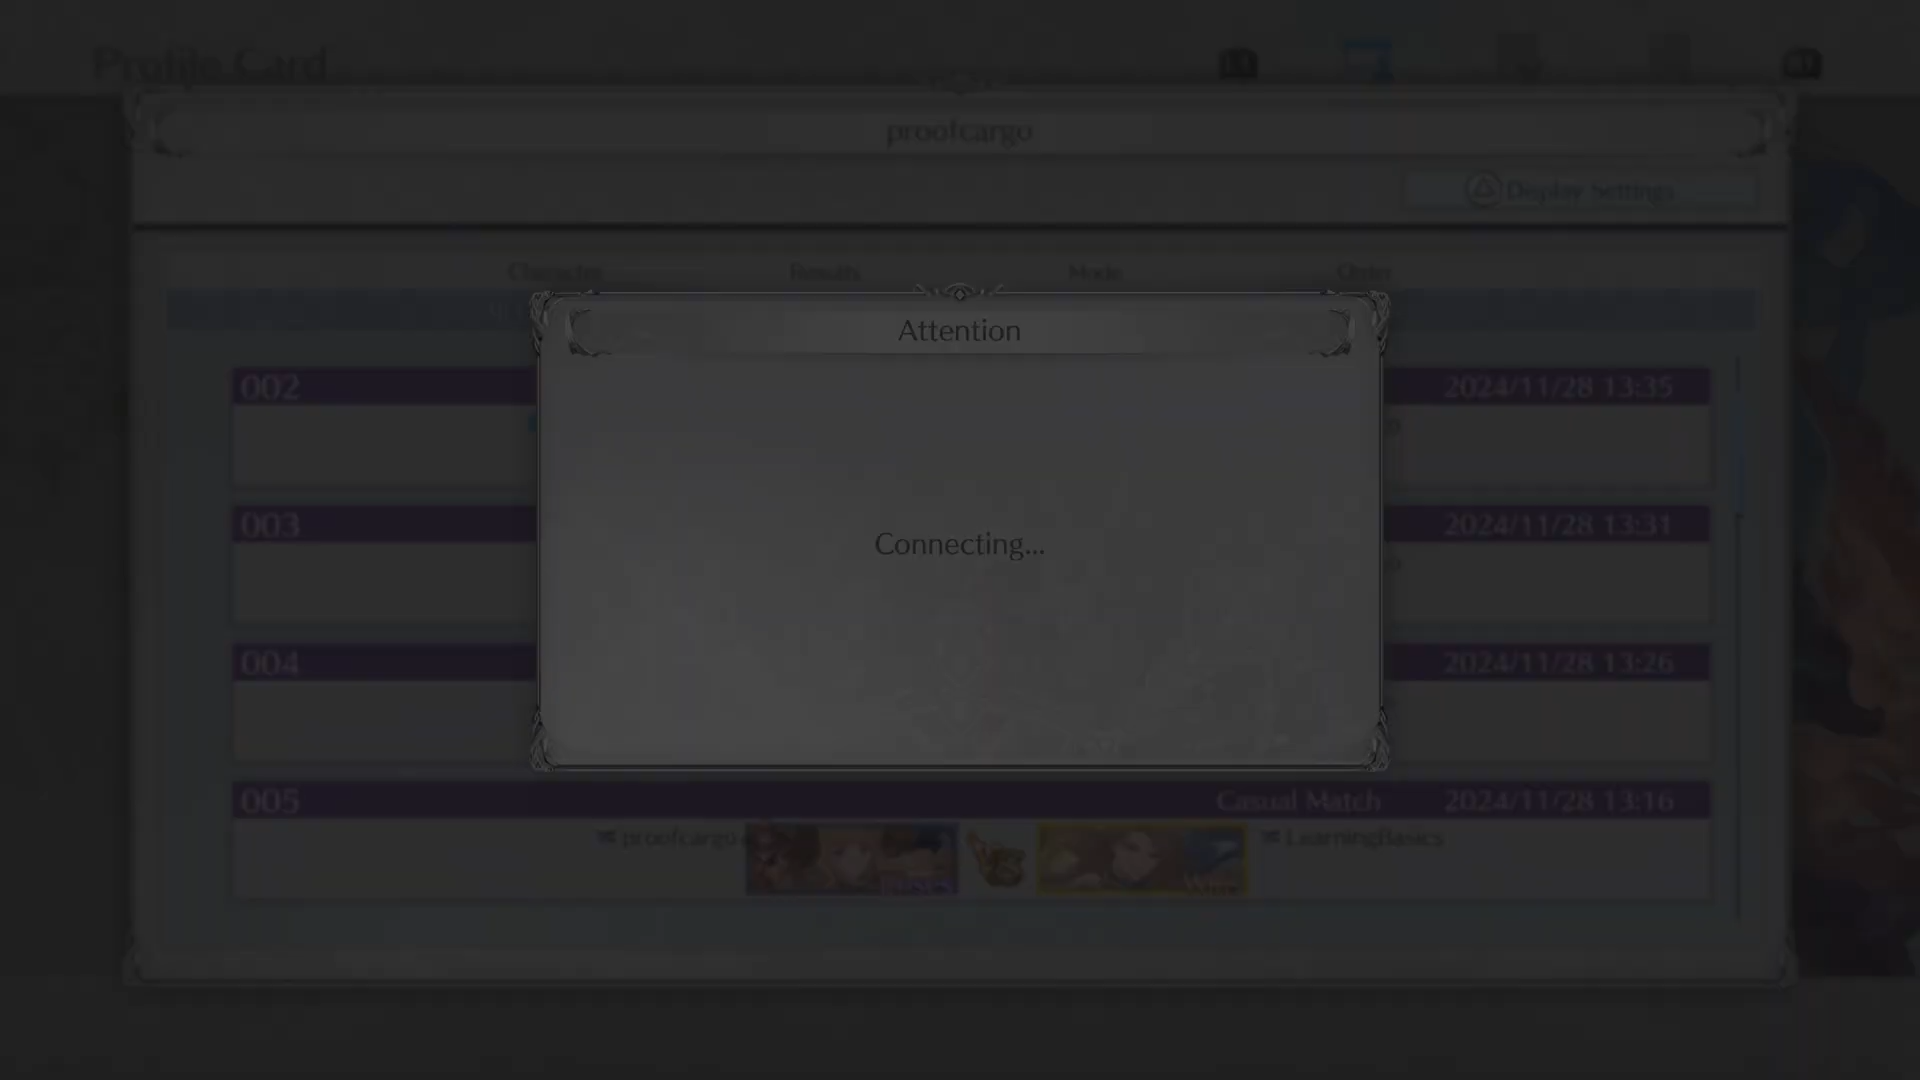 Profile Card
proofcargo
Display Settings
Character Results Mode Order
Attention
002 2024/11/28 13:35
Connecting...
003 2024/11/28 13:31
004 2024/11/28 13:26
005 Casual Match 2024/11/28 13:16
proofcargo LearningBasics